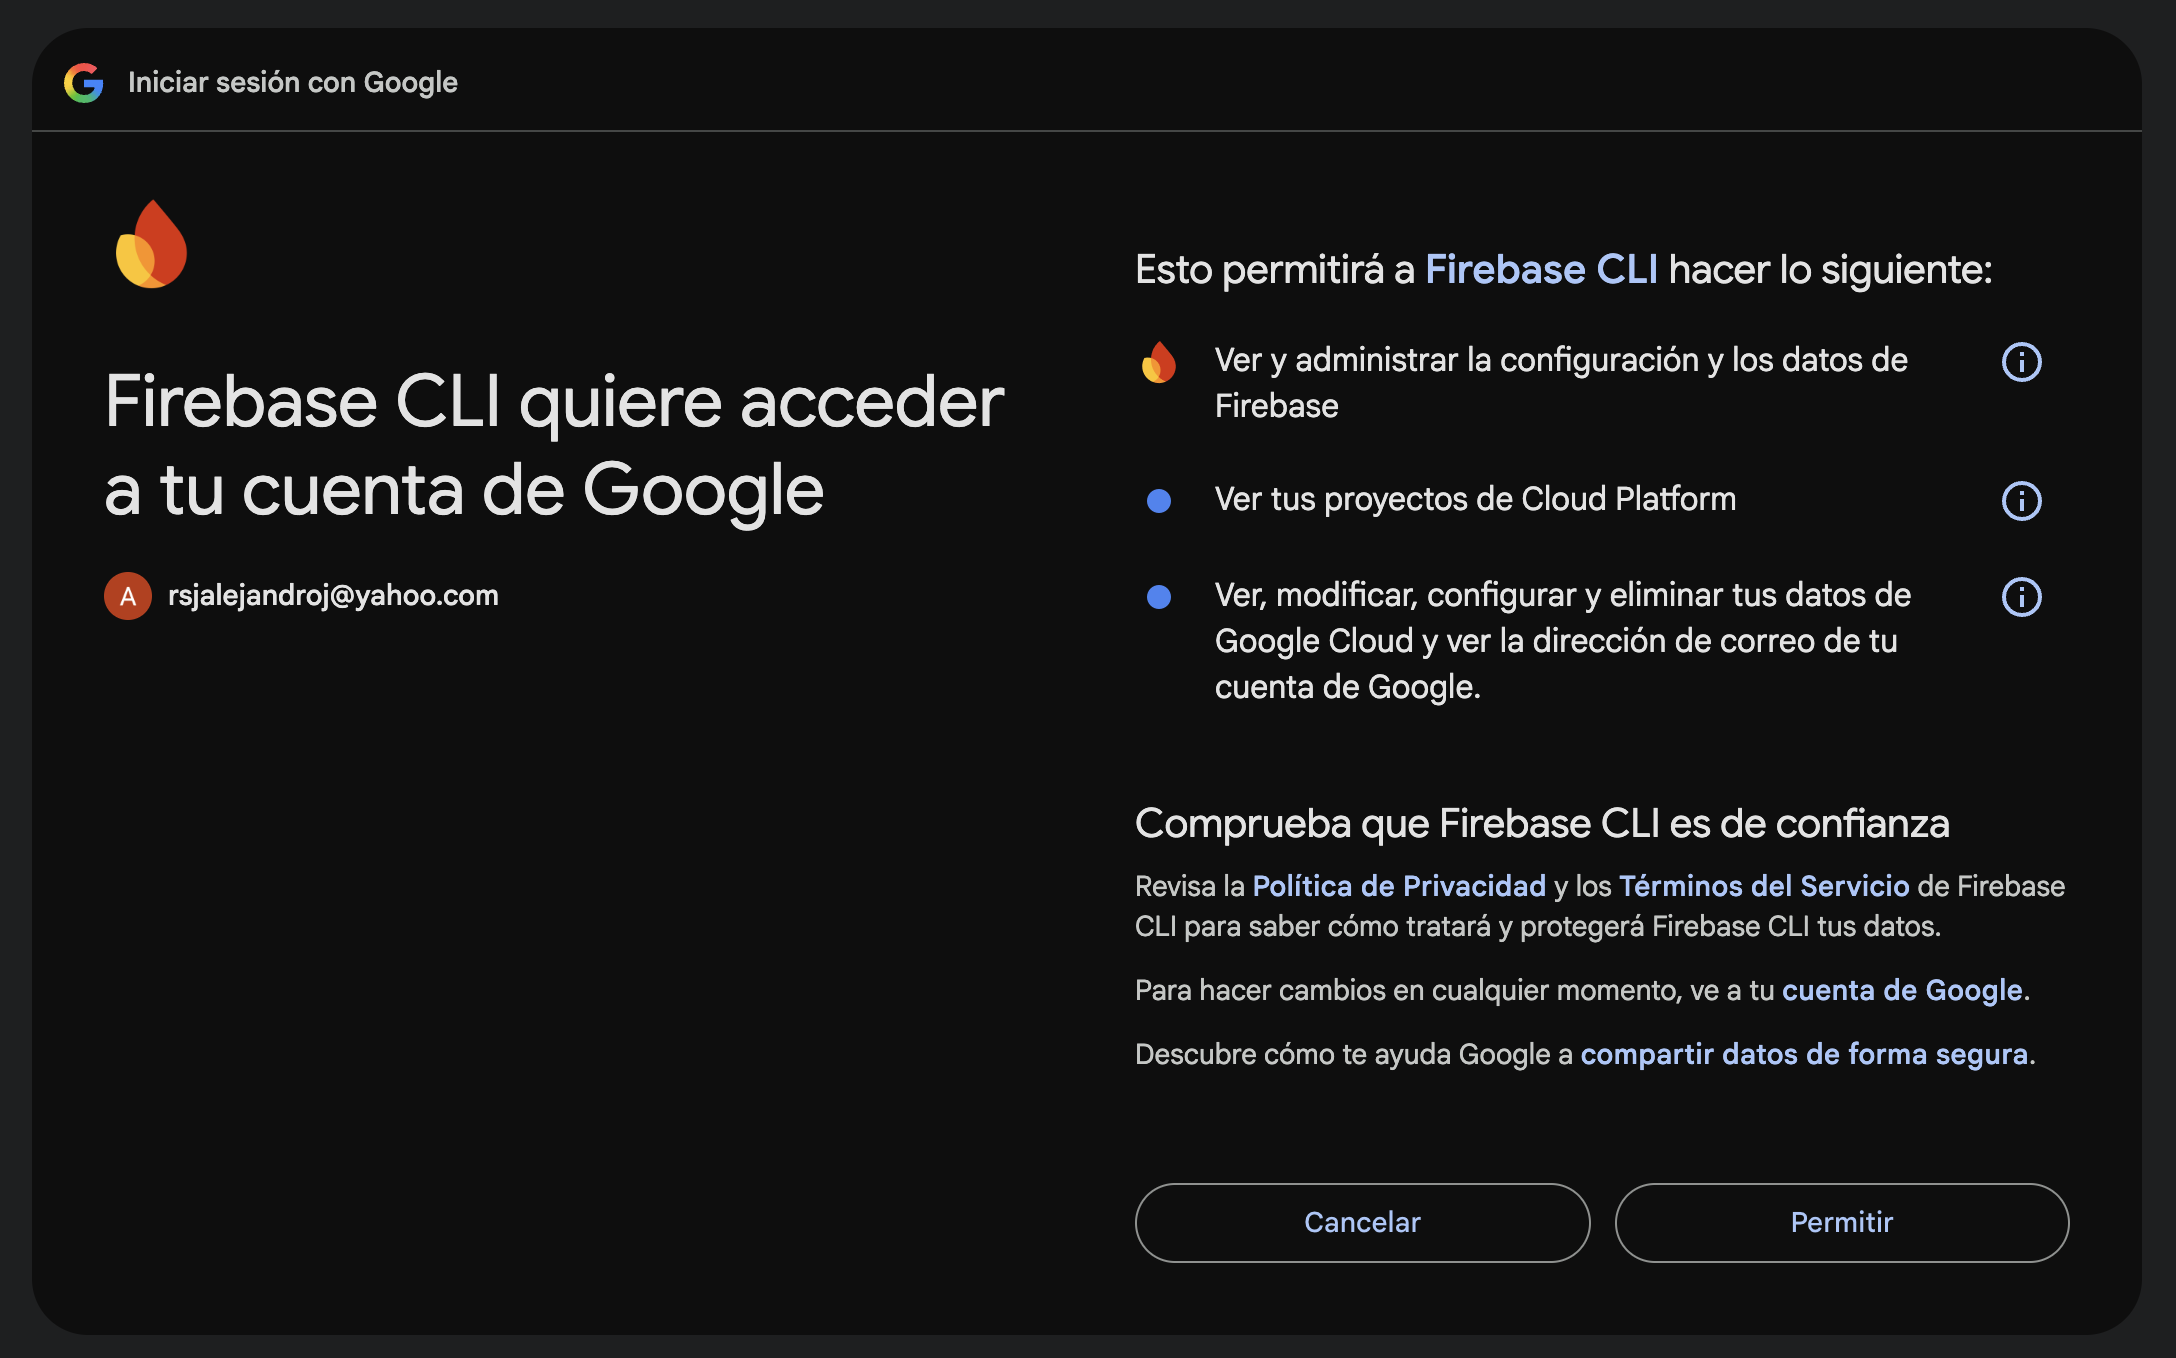 Iniciar sesión con Google
Firebase CLI quiere acceder
a tu cuenta de Google
A rsjalejandroj@yahoo.com
Esto permitirá a Firebase CLI hacer lo siguiente:
Ver y administrar la configuración y los datos de
Firebase
Ver tus proyectos de Cloud Platform
Ver, modificar, configurar y eliminar tus datos de
Google Cloud y ver la dirección de correo de tu
cuenta de Google.
Comprueba que Firebase CLI es de confianza
Revisa la Política de Privacidad y los Términos del Servicio de Firebase
CLI para saber cómo tratará y protegerá Firebase CLI tus datos.
Para hacer cambios en cualquier momento, ve a tu cuenta de Google.
Descubre cómo te ayuda Google a compartir datos de forma segura.
Cancelar
Permitir